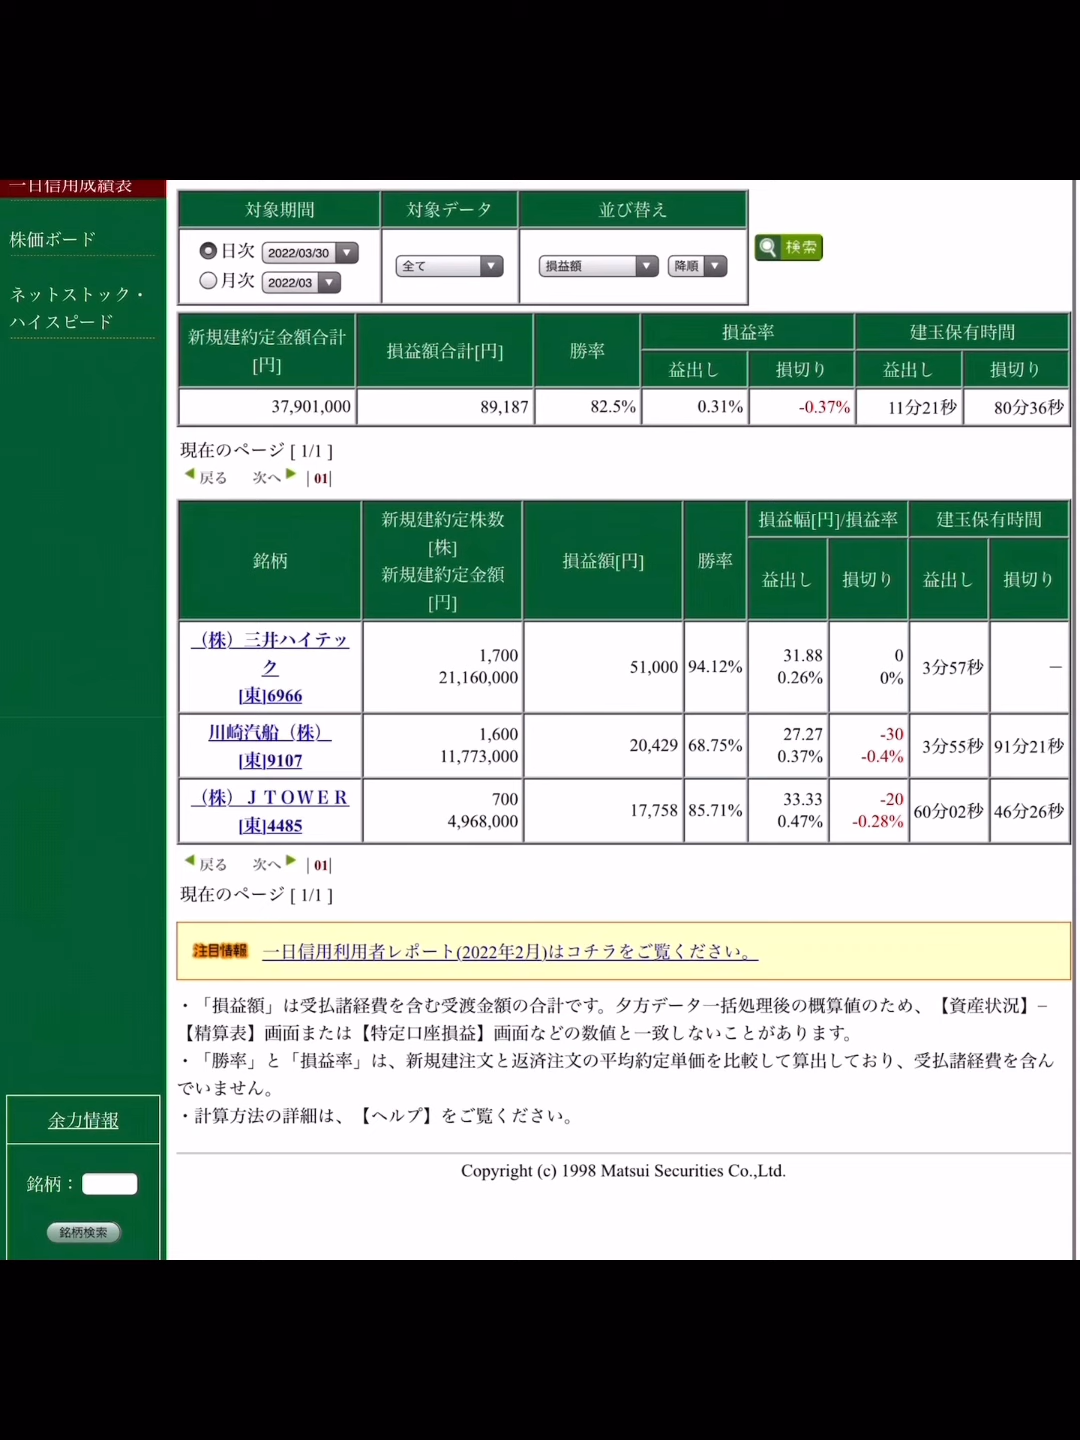 一日信用成績表
株価ボード
ネットストック・
ハイスピード
対象期間 対象データ 並び替え
日次 2022/03/30
月次 2022/03
全て 損益額 降順 検索
新規建約定金額合計
[円]
損益額合計[円] 勝率 損益率 建玉保有時間
益出し 損切り 益出し 損切り
37,901,000 89,187 82.5% 0.31% -0.37% 11分21秒 80分36秒
現在のページ [ 1/1 ]
戻る 次へ |01|
銘柄
新規建約定株数
[株]
新規建約定金額
[円]
損益額[円] 勝率 損益幅[円]/損益率 建玉保有時間
益出し 損切り 益出し 損切り
（株）三井ハイテッ
ク
[東]6966
1,700
21,160,000
51,000 94.12%
31.88
0.26%
0
0%
3分57秒 －
川崎汽船（株）
[東]9107
1,600
11,773,000
20,429 68.75%
27.27
0.37%
-30
-0.4%
3分55秒 91分21秒
（株）ＪＴＯＷＥＲ
[東]4485
700
4,968,000
17,758 85.71%
33.33
0.47%
-20
-0.28%
60分02秒 46分26秒
戻る 次へ |01|
現在のページ [ 1/1 ]
注目情報 一日信用利用者レポート(2022年2月)はコチラをご覧ください。
・「損益額」は受払諸経費を含む受渡金額の合計です。夕方データ一括処理後の概算値のため、【資産状況】–
【精算表】画面または【特定口座損益】画面などの数値と一致しないことがあります。
・「勝率」と「損益率」は、新規建注文と返済注文の平均約定単価を比較して算出しており、受払諸経費を含ん
でいません。
・計算方法の詳細は、【ヘルプ】をご覧ください。
余力情報
銘柄：
銘柄検索
Copyright (c) 1998 Matsui Securities Co.,Ltd.